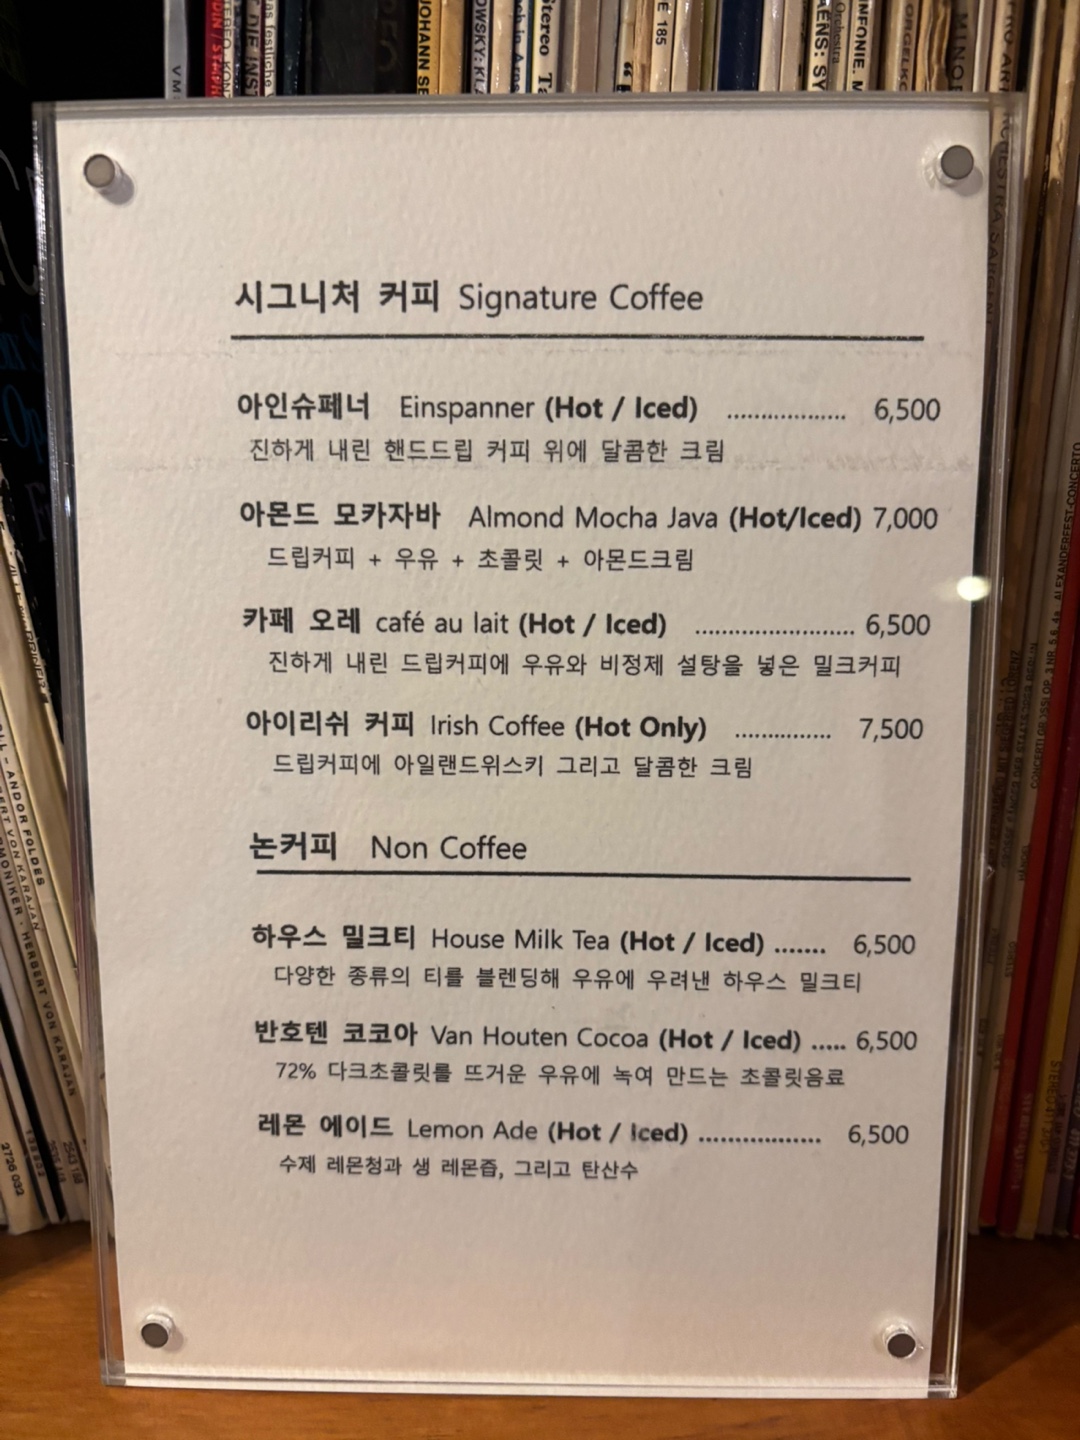 JOHANN SE
Stereo
E 185
Orchestra
시그니처 커피 Signature Coffee
아인슈페너 Einspanner (Hot / Iced) .................. 6,500
진하게 내린 핸드드립 커피 위에 달콤한 크림
아몬드 모카자바 Almond Mocha Java (Hot/Iced) 7,000
드립커피 + 우유 + 초콜릿 + 아몬드크림
카페 오레 café au lait (Hot / Iced) ........................ 6,500
진하게 내린 드립커피에 우유와 비정제 설탕을 넣은 밀크커피
아이리쉬 커피 Irish Coffee (Hot Only) ............... 7,500
드립커피에 아일랜드위스키 그리고 달콤한 크림
논커피 Non Coffee
하우스 밀크티 House Milk Tea (Hot / Iced) ....... 6,500
다양한 종류의 티를 블렌딩해 우유에 우려낸 하우스 밀크티
반호텐 코코아 Van Houten Cocoa (Hot / Iced) ..... 6,500
72% 다크초콜릿를 뜨거운 우유에 녹여 만드는 초콜릿음료
레몬 에이드 Lemon Ade (Hot / Iced) .................. 6,500
수제 레몬청과 생 레몬즙, 그리고 탄산수
ANDOR FOLDES
HERBERT VON KARAJAN
2726 032